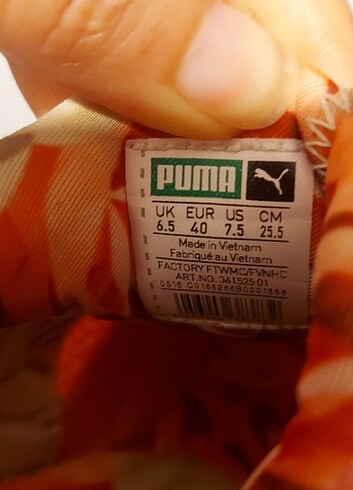 PUMA
UK EUR US CM
6.5 40 7.5 25.5
Made in Vietnam
Fabriqué au Vietnam
FACTORY FTWMC/FVNHC
ART.NO. 361525 01